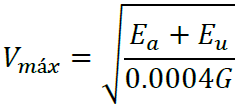 V_máx = √((E_a + E_u) / (0.0004G))